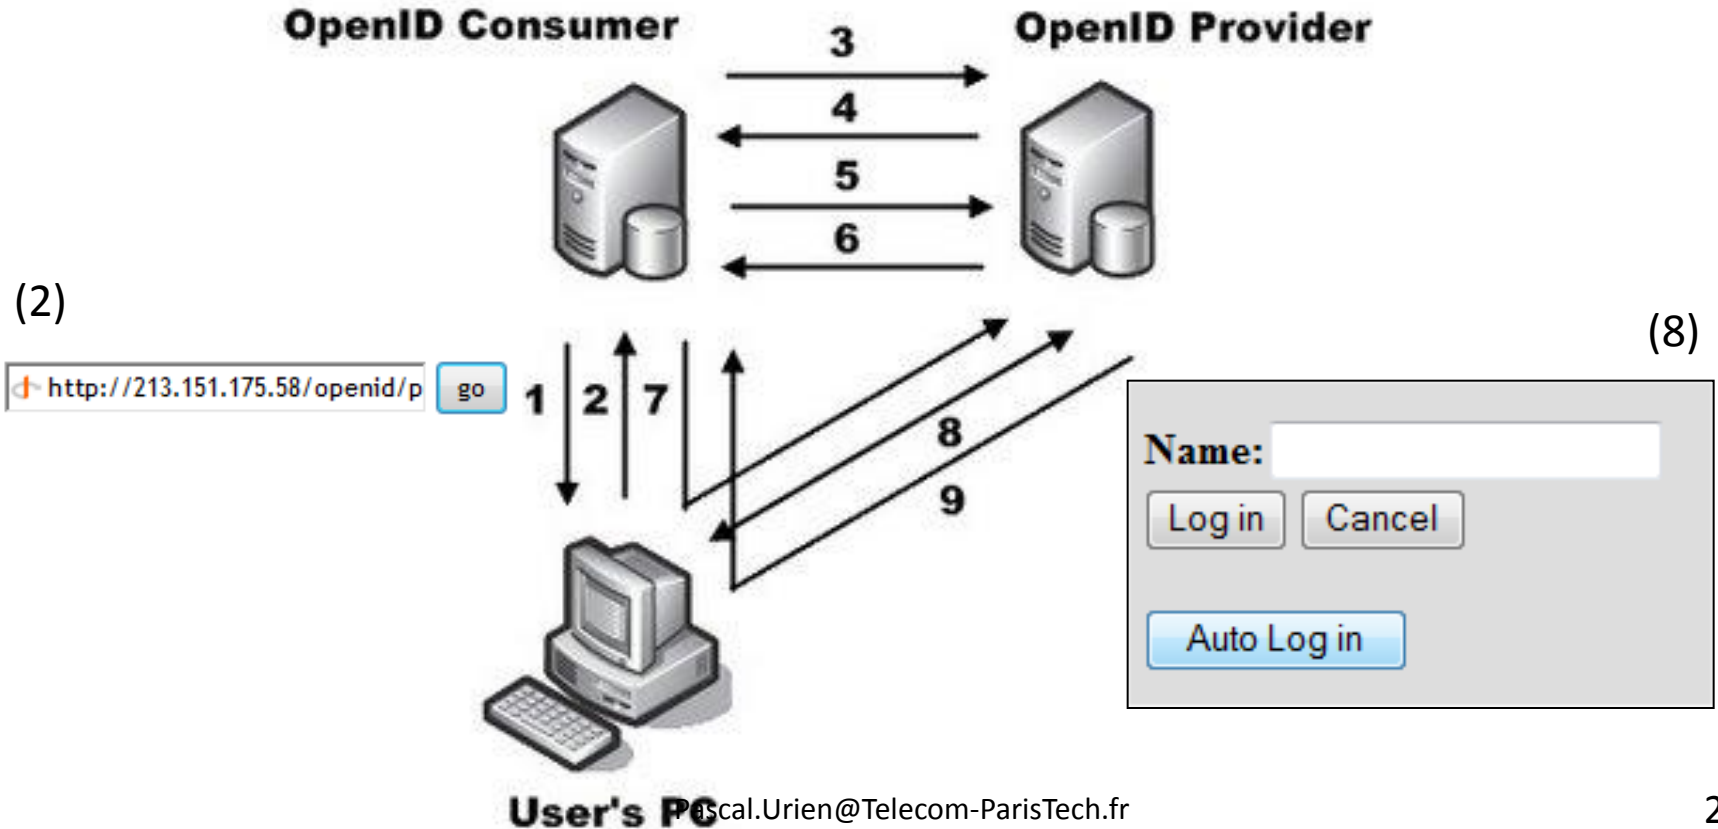 OpenID Consumer
OpenID Provider
3
4
5
6
(2)
(8)
http://213.151.175.58/openid/p
go
1
2
7
8
9
Name:
Log in
Cancel
Auto Log in
User's PC
Pascal.Urien@Telecom-ParisTech.fr
2